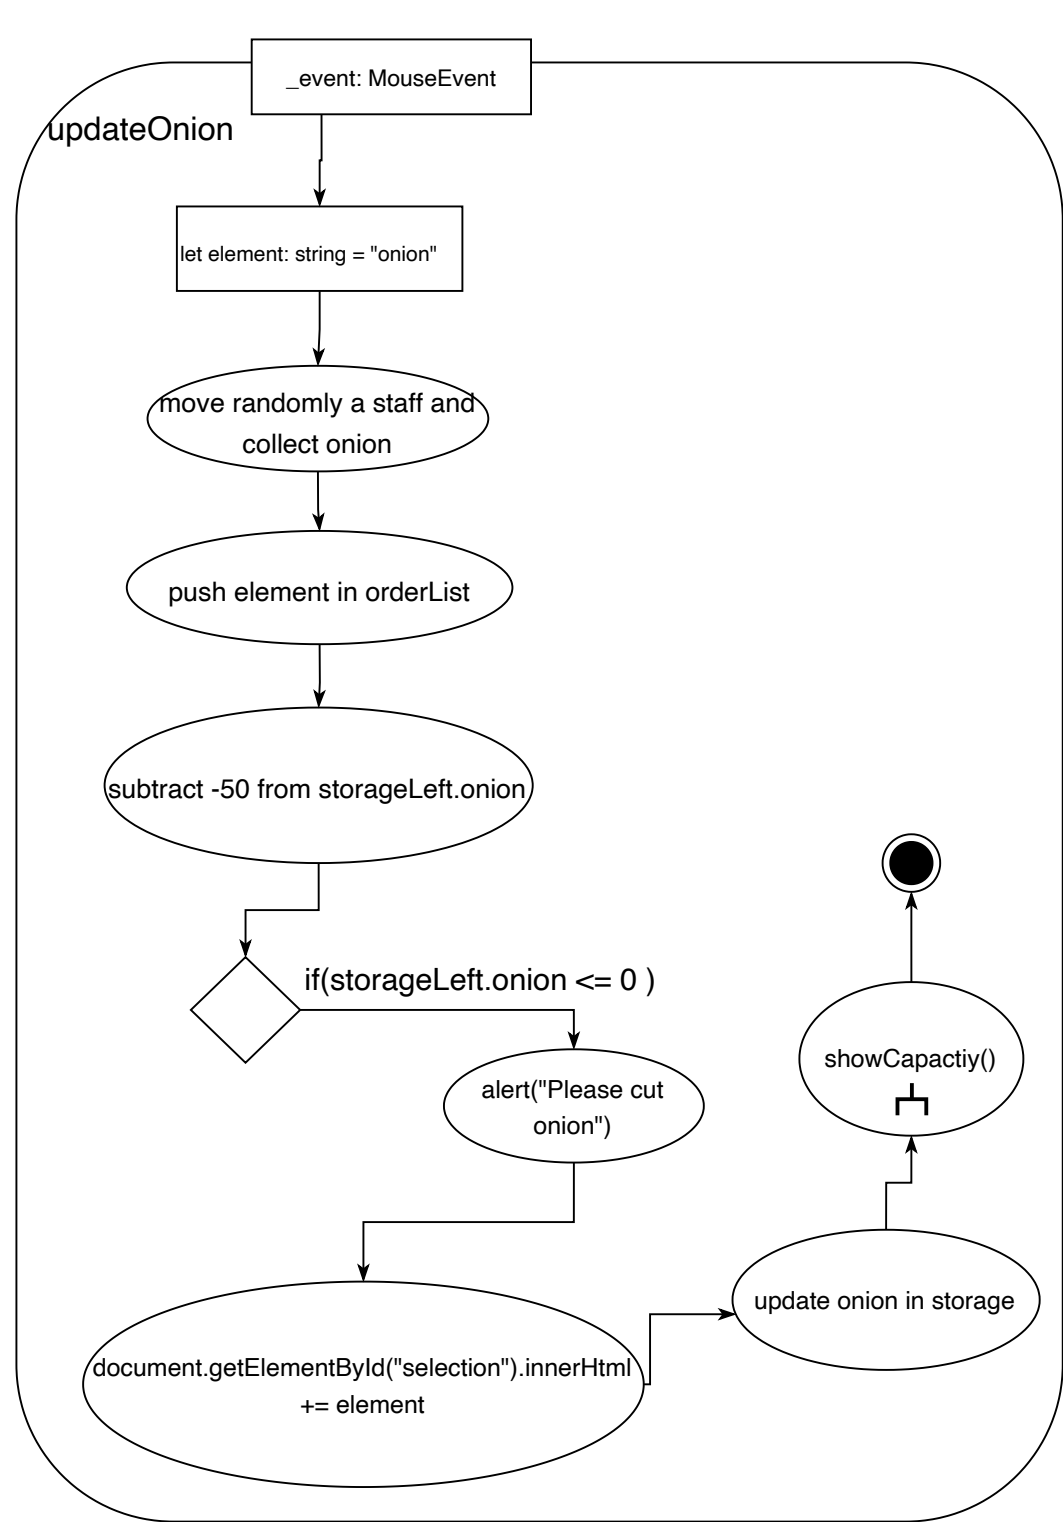 _event: MouseEvent
updateOnion
let element: string = "onion"
move randomly a staff and
collect onion
push element in orderList
subtract -50 from storageLeft.onion
if(storageLeft.onion <= 0 )
alert("Please cut
onion")
showCapactiy()
update onion in storage
document.getElementById("selection").innerHtml
+= element